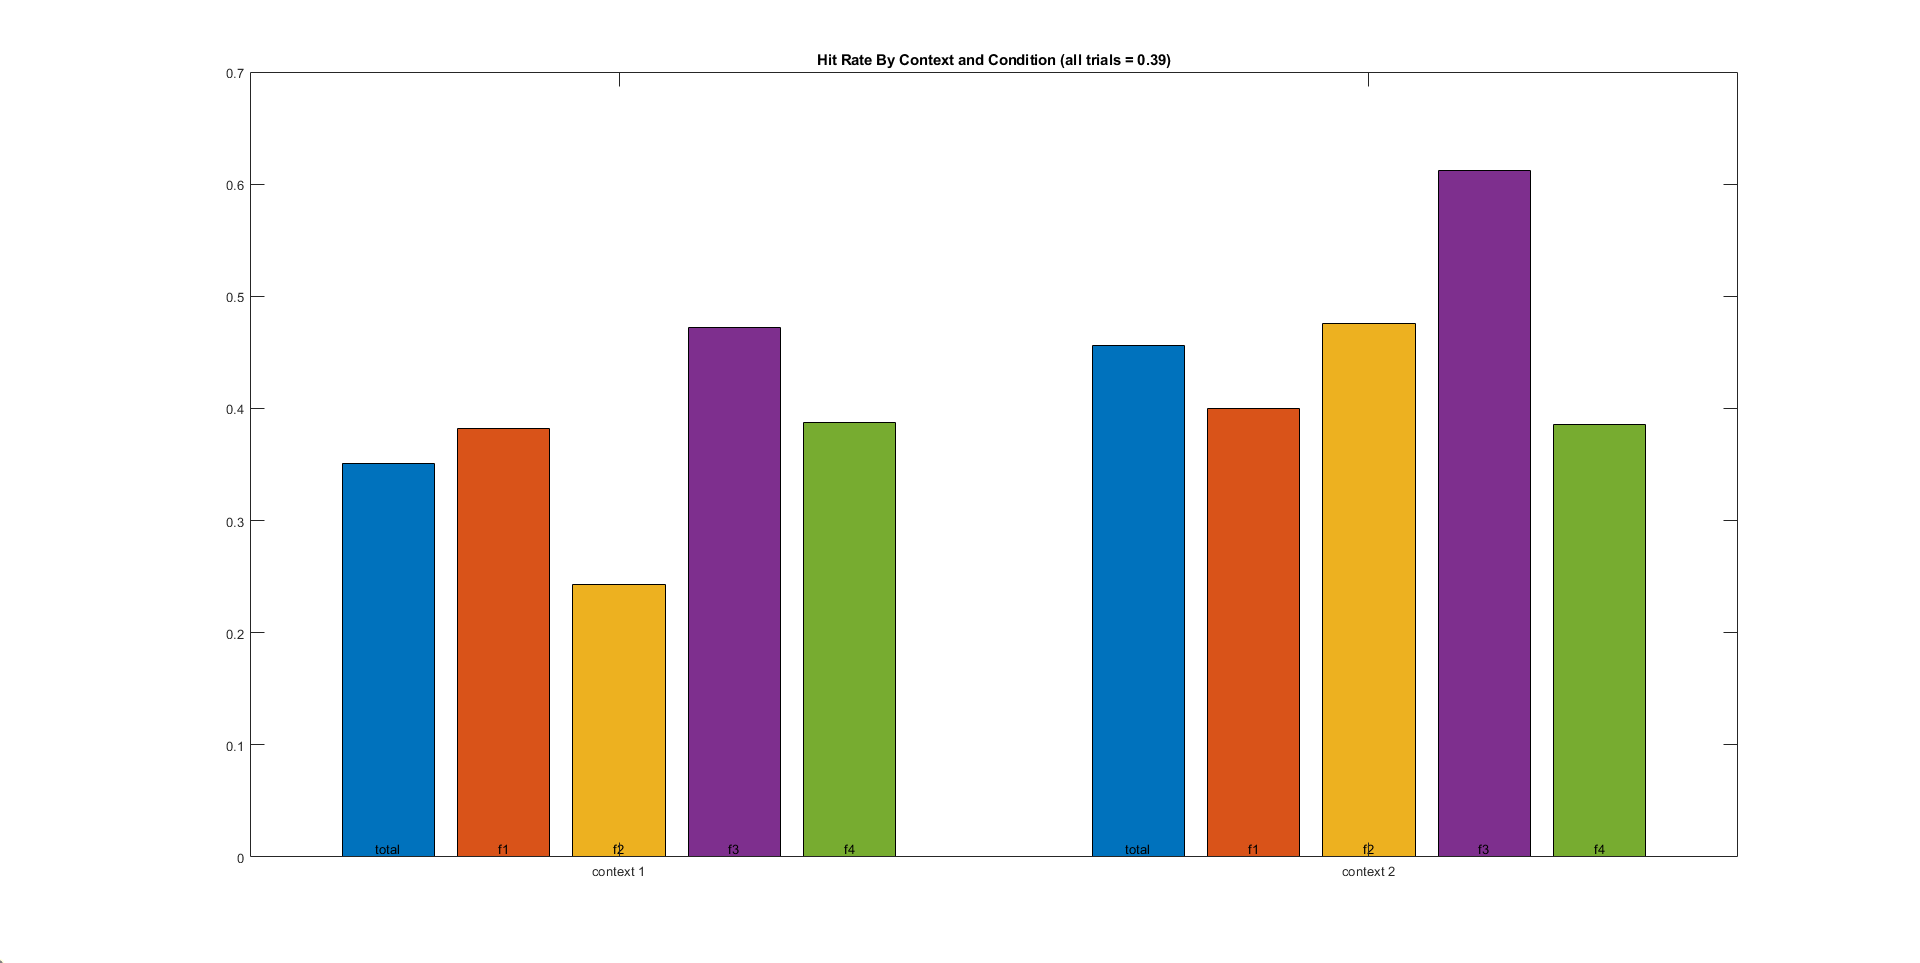 Hit Rate By Context and Condition (all trials = 0.39)
0.7
0.6
0.5
0.4
0.3
0.2
0.1
0
total f1 f2 f3 f4 total f1 f2 f3 f4
context 1 context 2